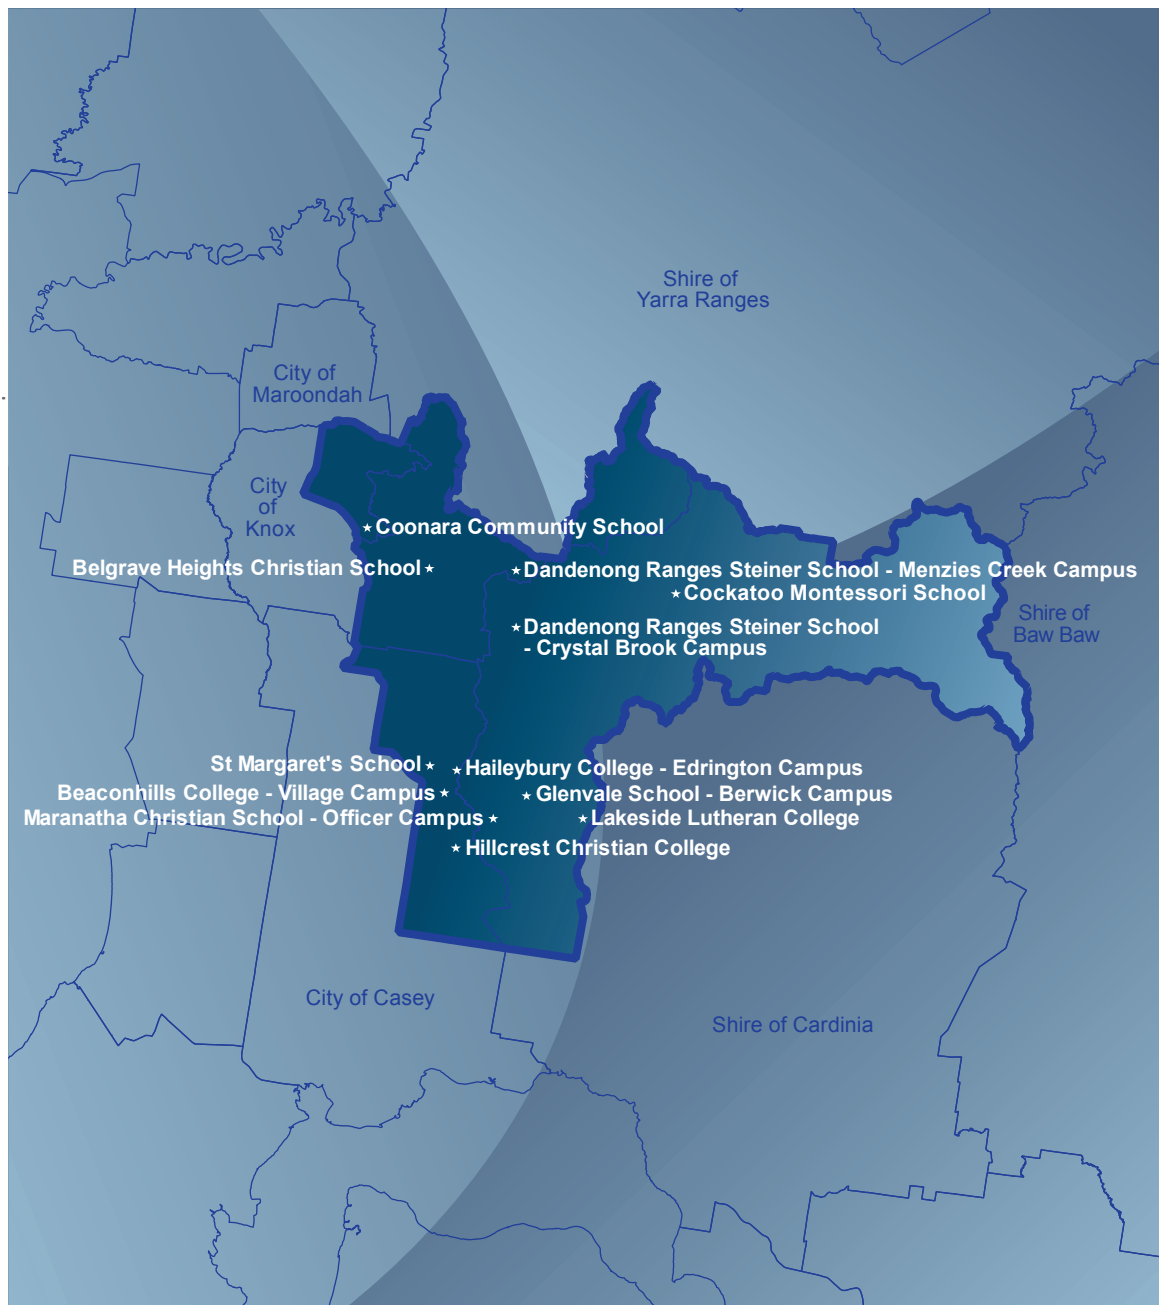 Shire of
Yarra Ranges
City of
Maroondah
City
of
Knox
Coonara Community School
Belgrave Heights Christian School
Dandenong Ranges Steiner School - Menzies Creek Campus
Cockatoo Montessori School
Shire of
Baw Baw
Dandenong Ranges Steiner School
- Crystal Brook Campus
St Margaret's School
Haileybury College - Edrington Campus
Beaconhills College - Village Campus
Glenvale School - Berwick Campus
Maranatha Christian School - Officer Campus
Lakeside Lutheran College
Hillcrest Christian College
City of Casey
Shire of Cardinia